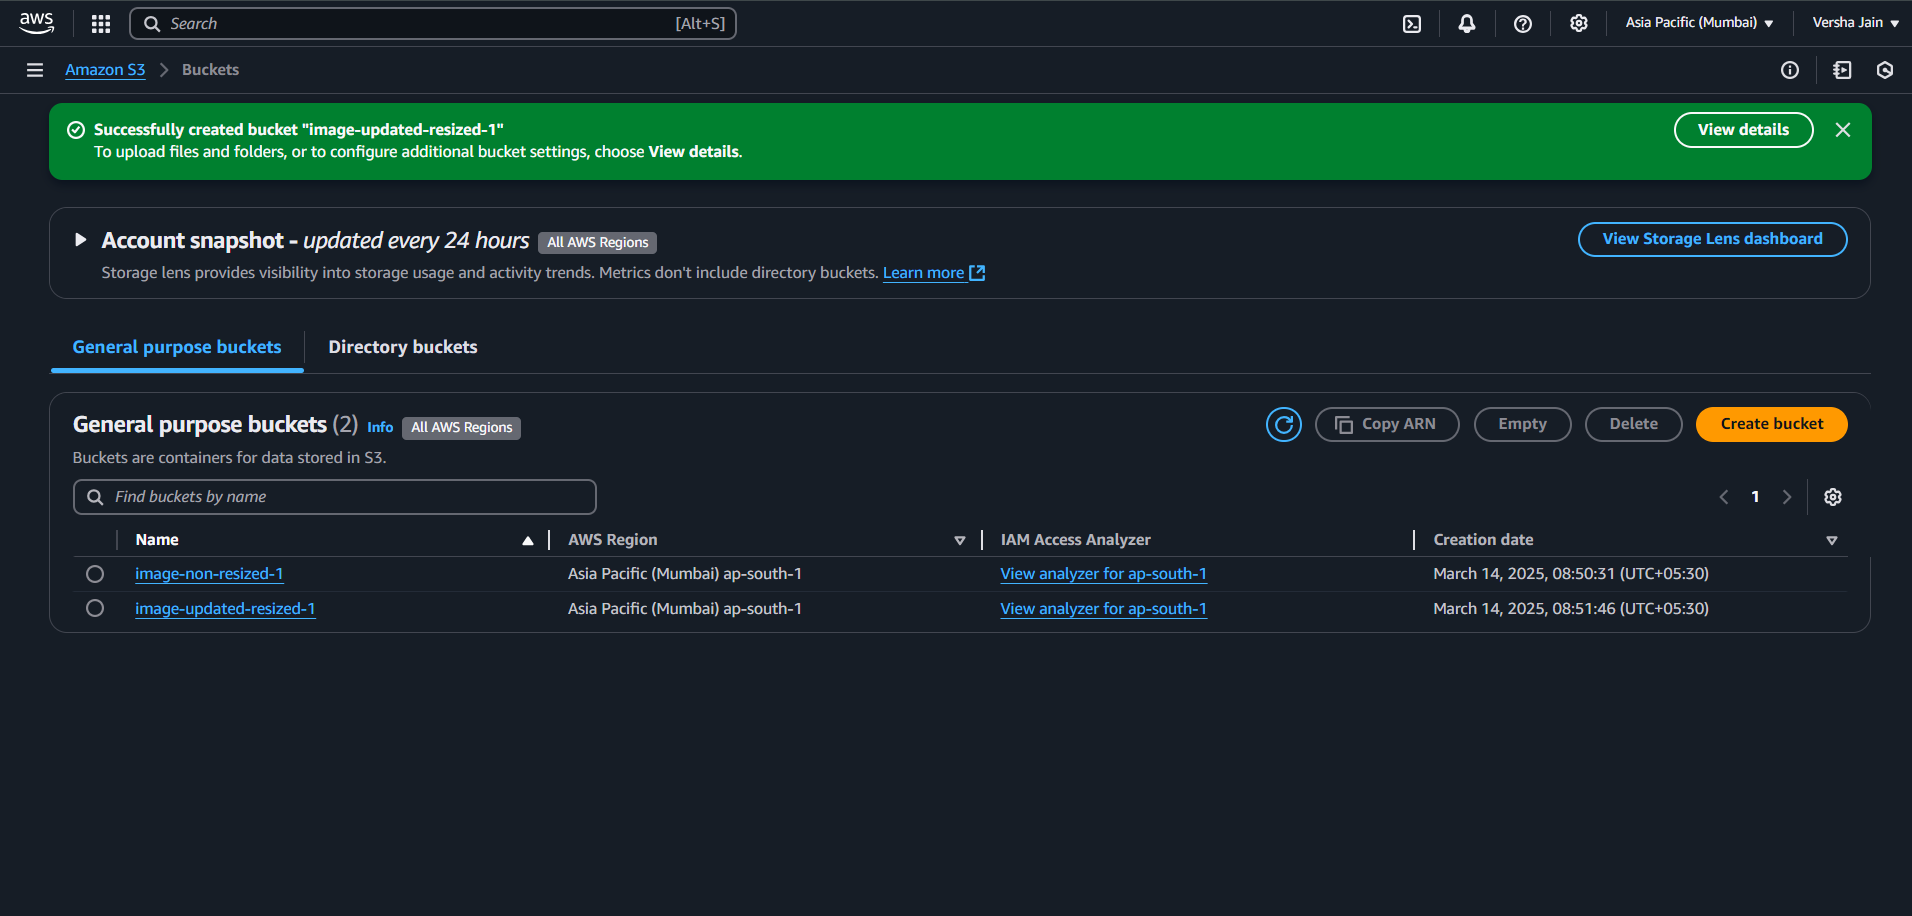 aws
Search [Alt+S]
Asia Pacific (Mumbai)
Versha Jain
Amazon S3
Buckets
Successfully created bucket "image-updated-resized-1"
To upload files and folders, or to configure additional bucket settings, choose View details.
View details
Account snapshot - updated every 24 hours
All AWS Regions
View Storage Lens dashboard
Storage lens provides visibility into storage usage and activity trends. Metrics don't include directory buckets. Learn more
General purpose buckets
Directory buckets
General purpose buckets (2) Info All AWS Regions
Copy ARN
Empty
Delete
Create bucket
Buckets are containers for data stored in S3.
Find buckets by name
1
Name AWS Region IAM Access Analyzer Creation date
image-non-resized-1 Asia Pacific (Mumbai) ap-south-1 View analyzer for ap-south-1 March 14, 2025, 08:50:31 (UTC+05:30)
image-updated-resized-1 Asia Pacific (Mumbai) ap-south-1 View analyzer for ap-south-1 March 14, 2025, 08:51:46 (UTC+05:30)